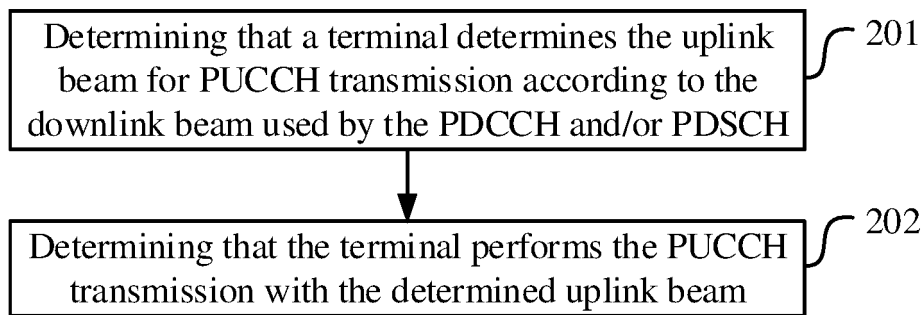 Determining that a terminal determines the uplink
beam for PUCCH transmission according to the
downlink beam used by the PDCCH and/or PDSCH
201
Determining that the terminal performs the PUCCH
transmission with the determined uplink beam
202